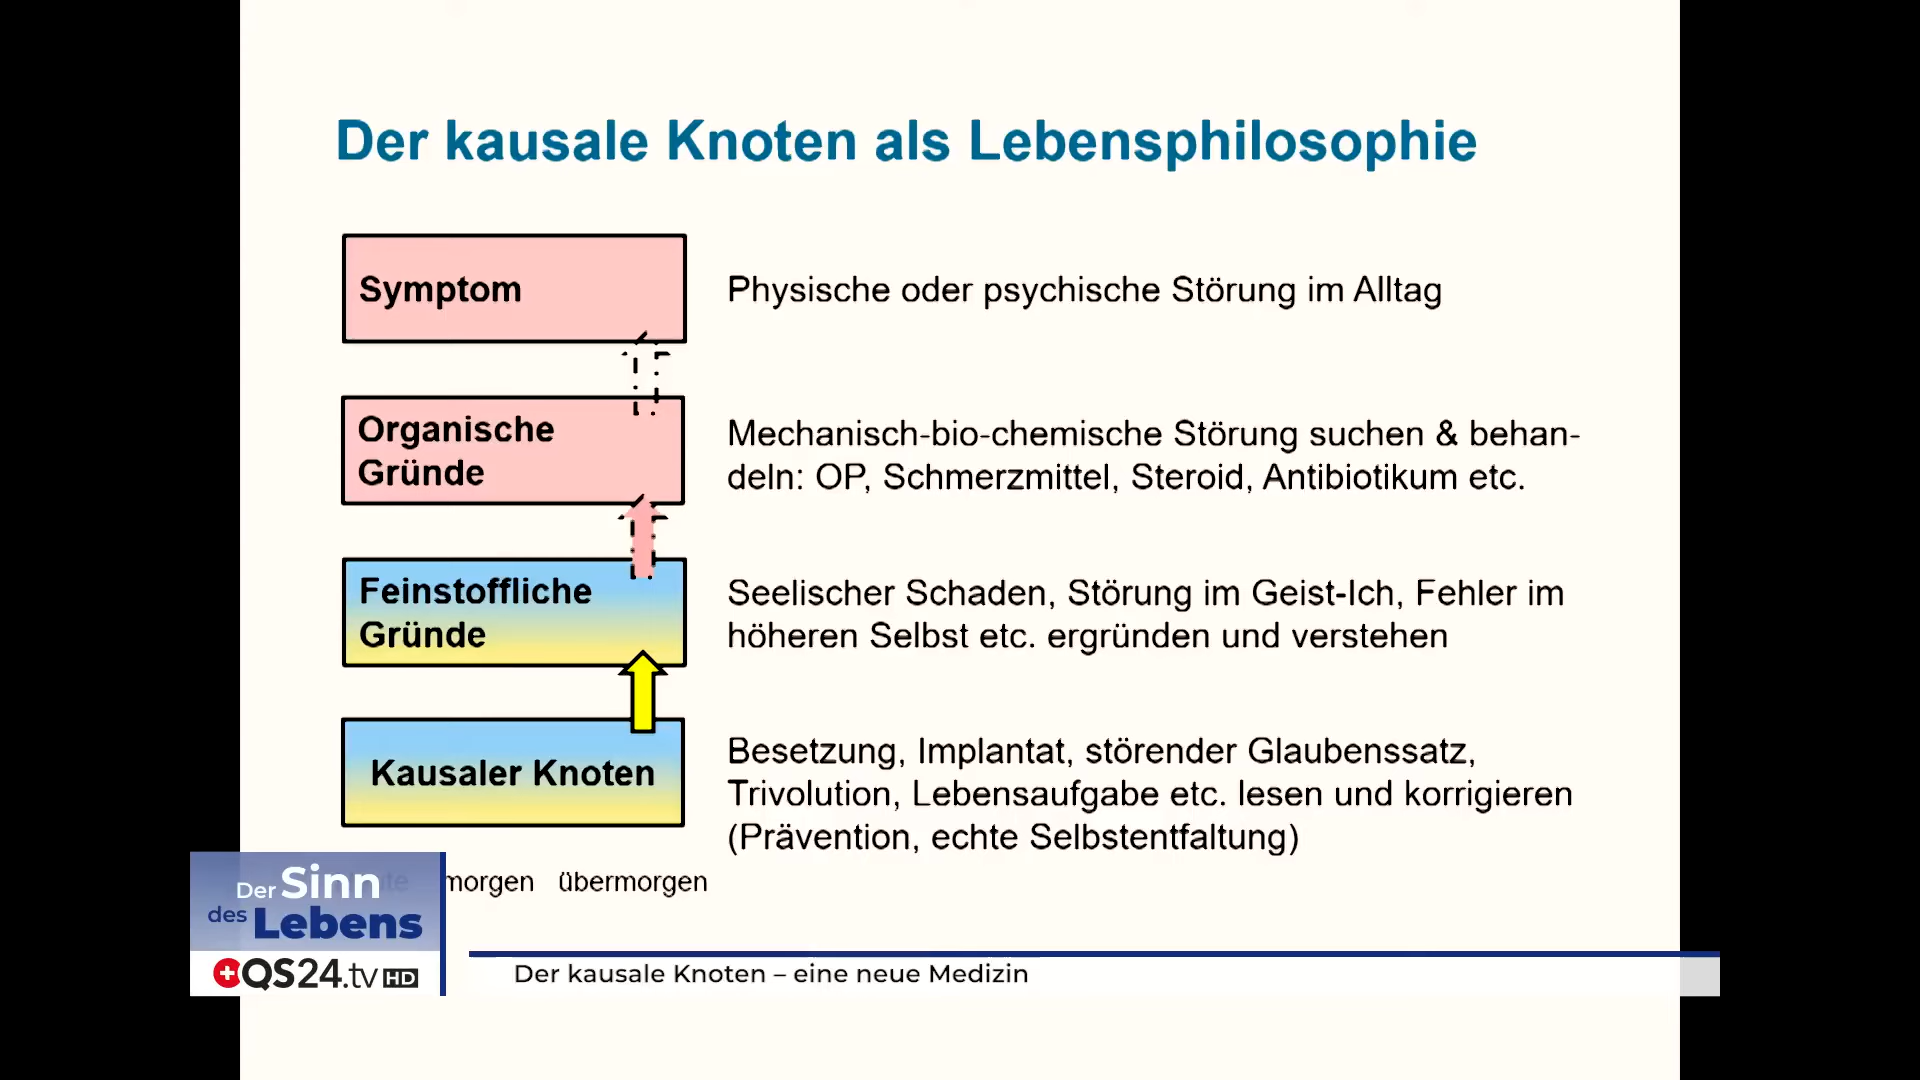 Der kausale Knoten als Lebensphilosophie
Symptom
Physische oder psychische Störung im Alltag
Organische
Gründe
Mechanisch-bio-chemische Störung suchen & behan-
deln: OP, Schmerzmittel, Steroid, Antibiotikum etc.
Feinstoffliche
Gründe
Seelischer Schaden, Störung im Geist-Ich, Fehler im
höheren Selbst etc. ergründen und verstehen
Kausaler Knoten
Besetzung, Implantat, störender Glaubenssatz,
Trivolution, Lebensaufgabe etc. lesen und korrigieren
(Prävention, echte Selbstentfaltung)
morgen übermorgen
Der Sinn
des Lebens
QS24.tv HD
Der kausale Knoten – eine neue Medizin